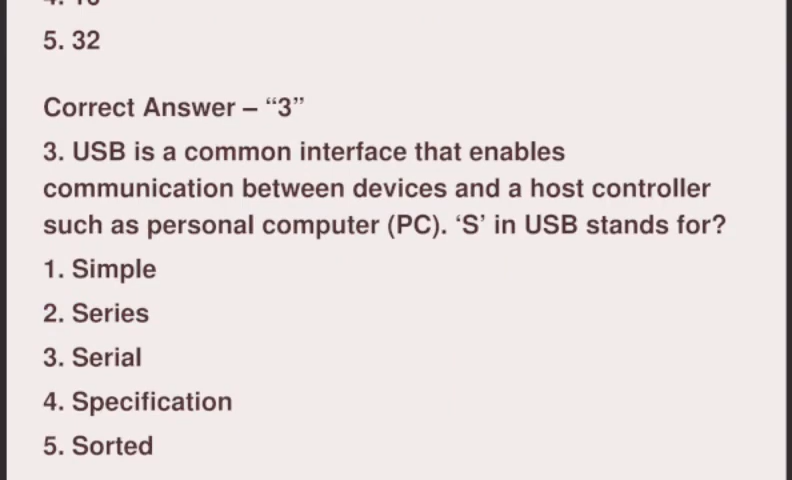 5. 32
Correct Answer – “3”
3. USB is a common interface that enables
communication between devices and a host controller
such as personal computer (PC). ‘S’ in USB stands for?
1. Simple
2. Series
3. Serial
4. Specification
5. Sorted